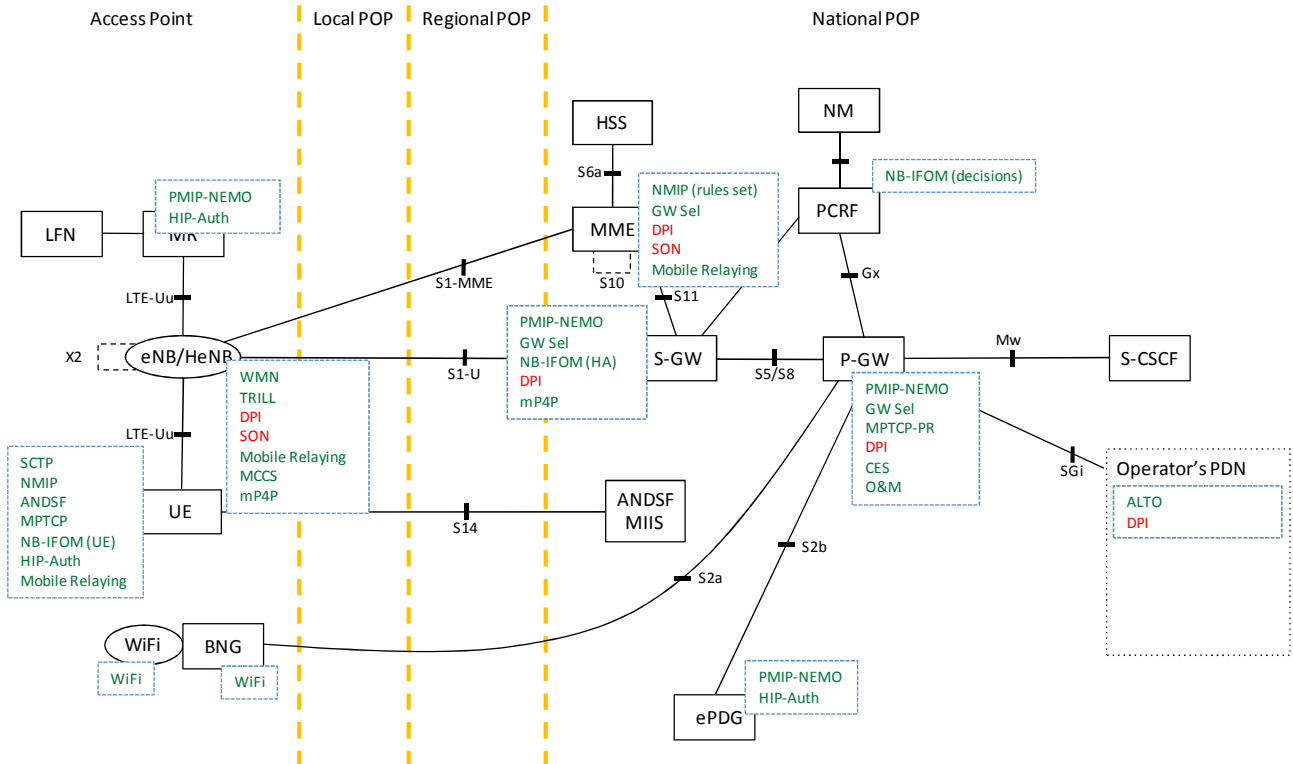 Access Point
Local POP
Regional POP
National POP
HSS
NM
S6a
NMIP (rules set)
GW Sel
DPI
SON
Mobile Relaying
NB-IFOM (decisions)
PMIP-NEMO
HIP-Auth
LFN
MR
MME
PCRF
S10
S11
Gx
S1-MME
LTE-Uu
X2
eNB/HeNB
S1-U
PMIP-NEMO
GW Sel
NB-IFOM (HA)
DPI
mP4P
S-GW
S5/S8
P-GW
Mw
S-CSCF
WMN
TRILL
DPI
SON
Mobile Relaying
MCCS
mP4P
PMIP-NEMO
GW Sel
MPTCP-PR
DPI
CES
O&M
SGi
Operator's PDN
ALTO
DPI
LTE-Uu
SCTP
NMIP
ANDSF
MPTCP
NB-IFOM (UE)
HIP-Auth
Mobile Relaying
UE
S14
ANDSF
MIIS
S2b
S2a
WiFi
BNG
WiFi
WiFi
PMIP-NEMO
HIP-Auth
ePDG